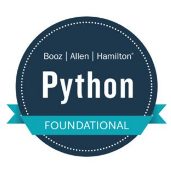 Booz | Allen | Hamilton®
Python
FOUNDATIONAL